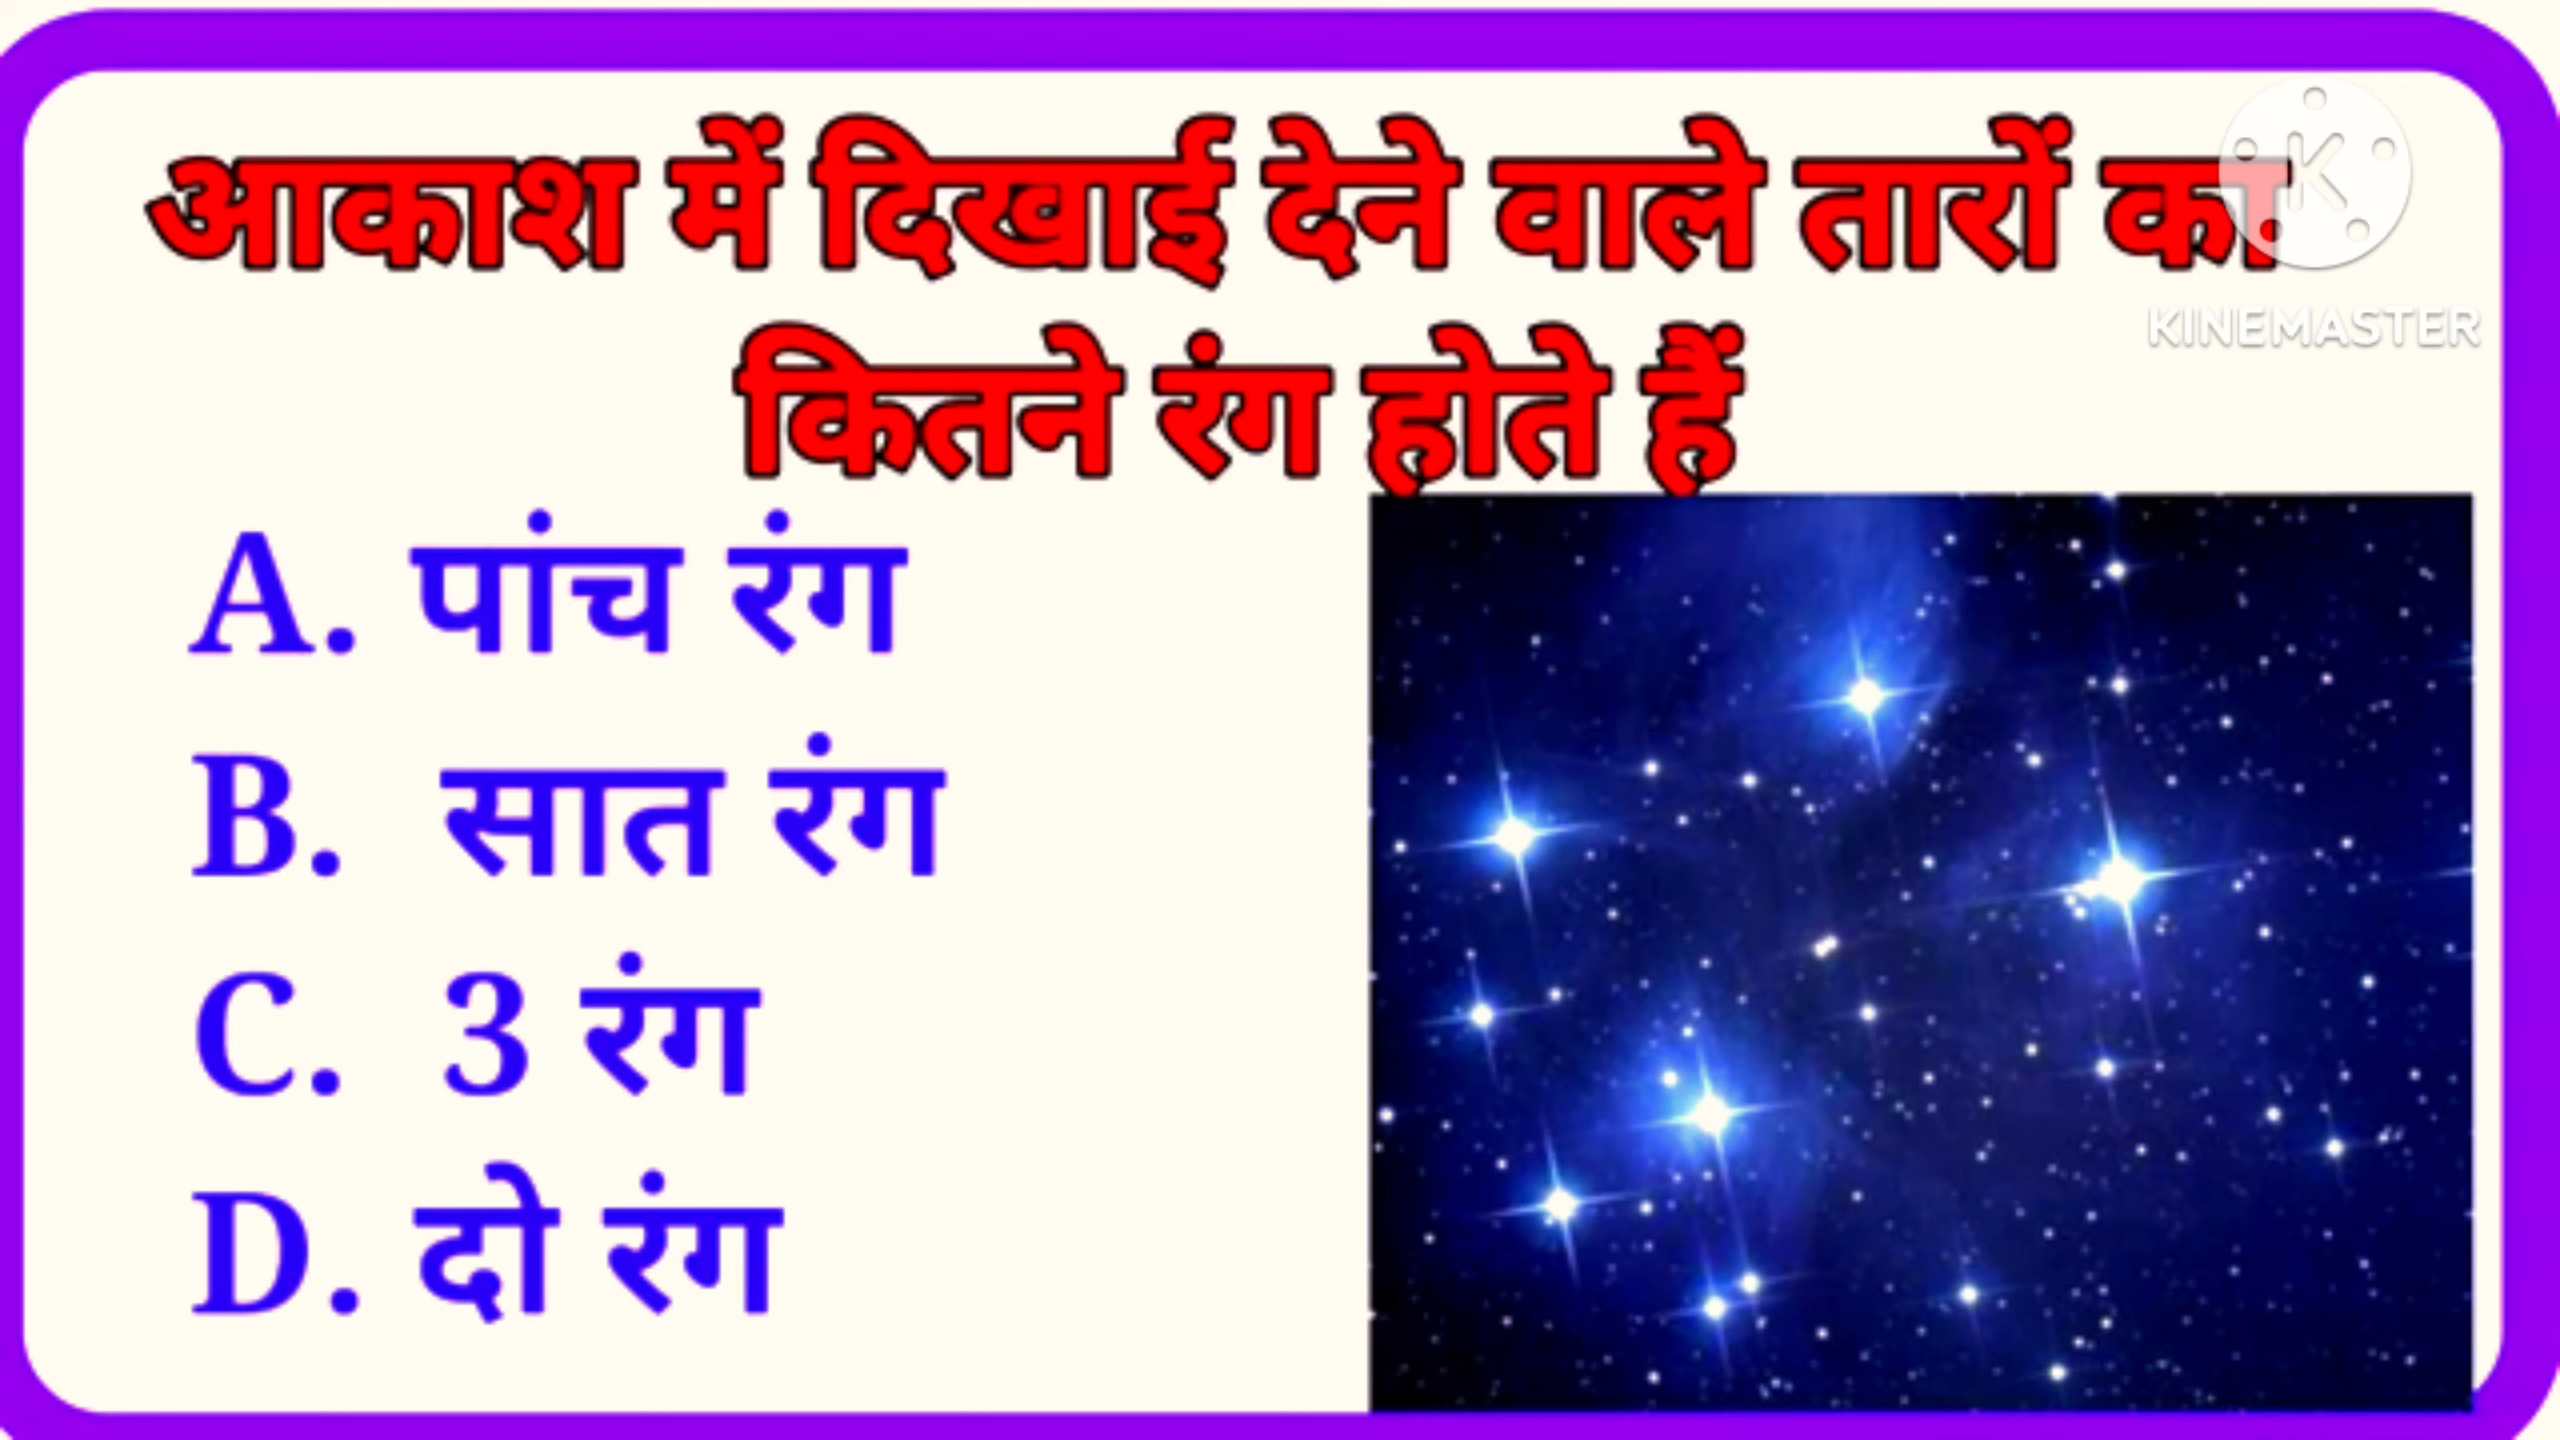 आकाश में दिखाई देने वाले तारों का
कितने रंग होते हैं
KINEMASTER
A. पांच रंग
B. सात रंग
C. 3 रंग
D. दो रंग